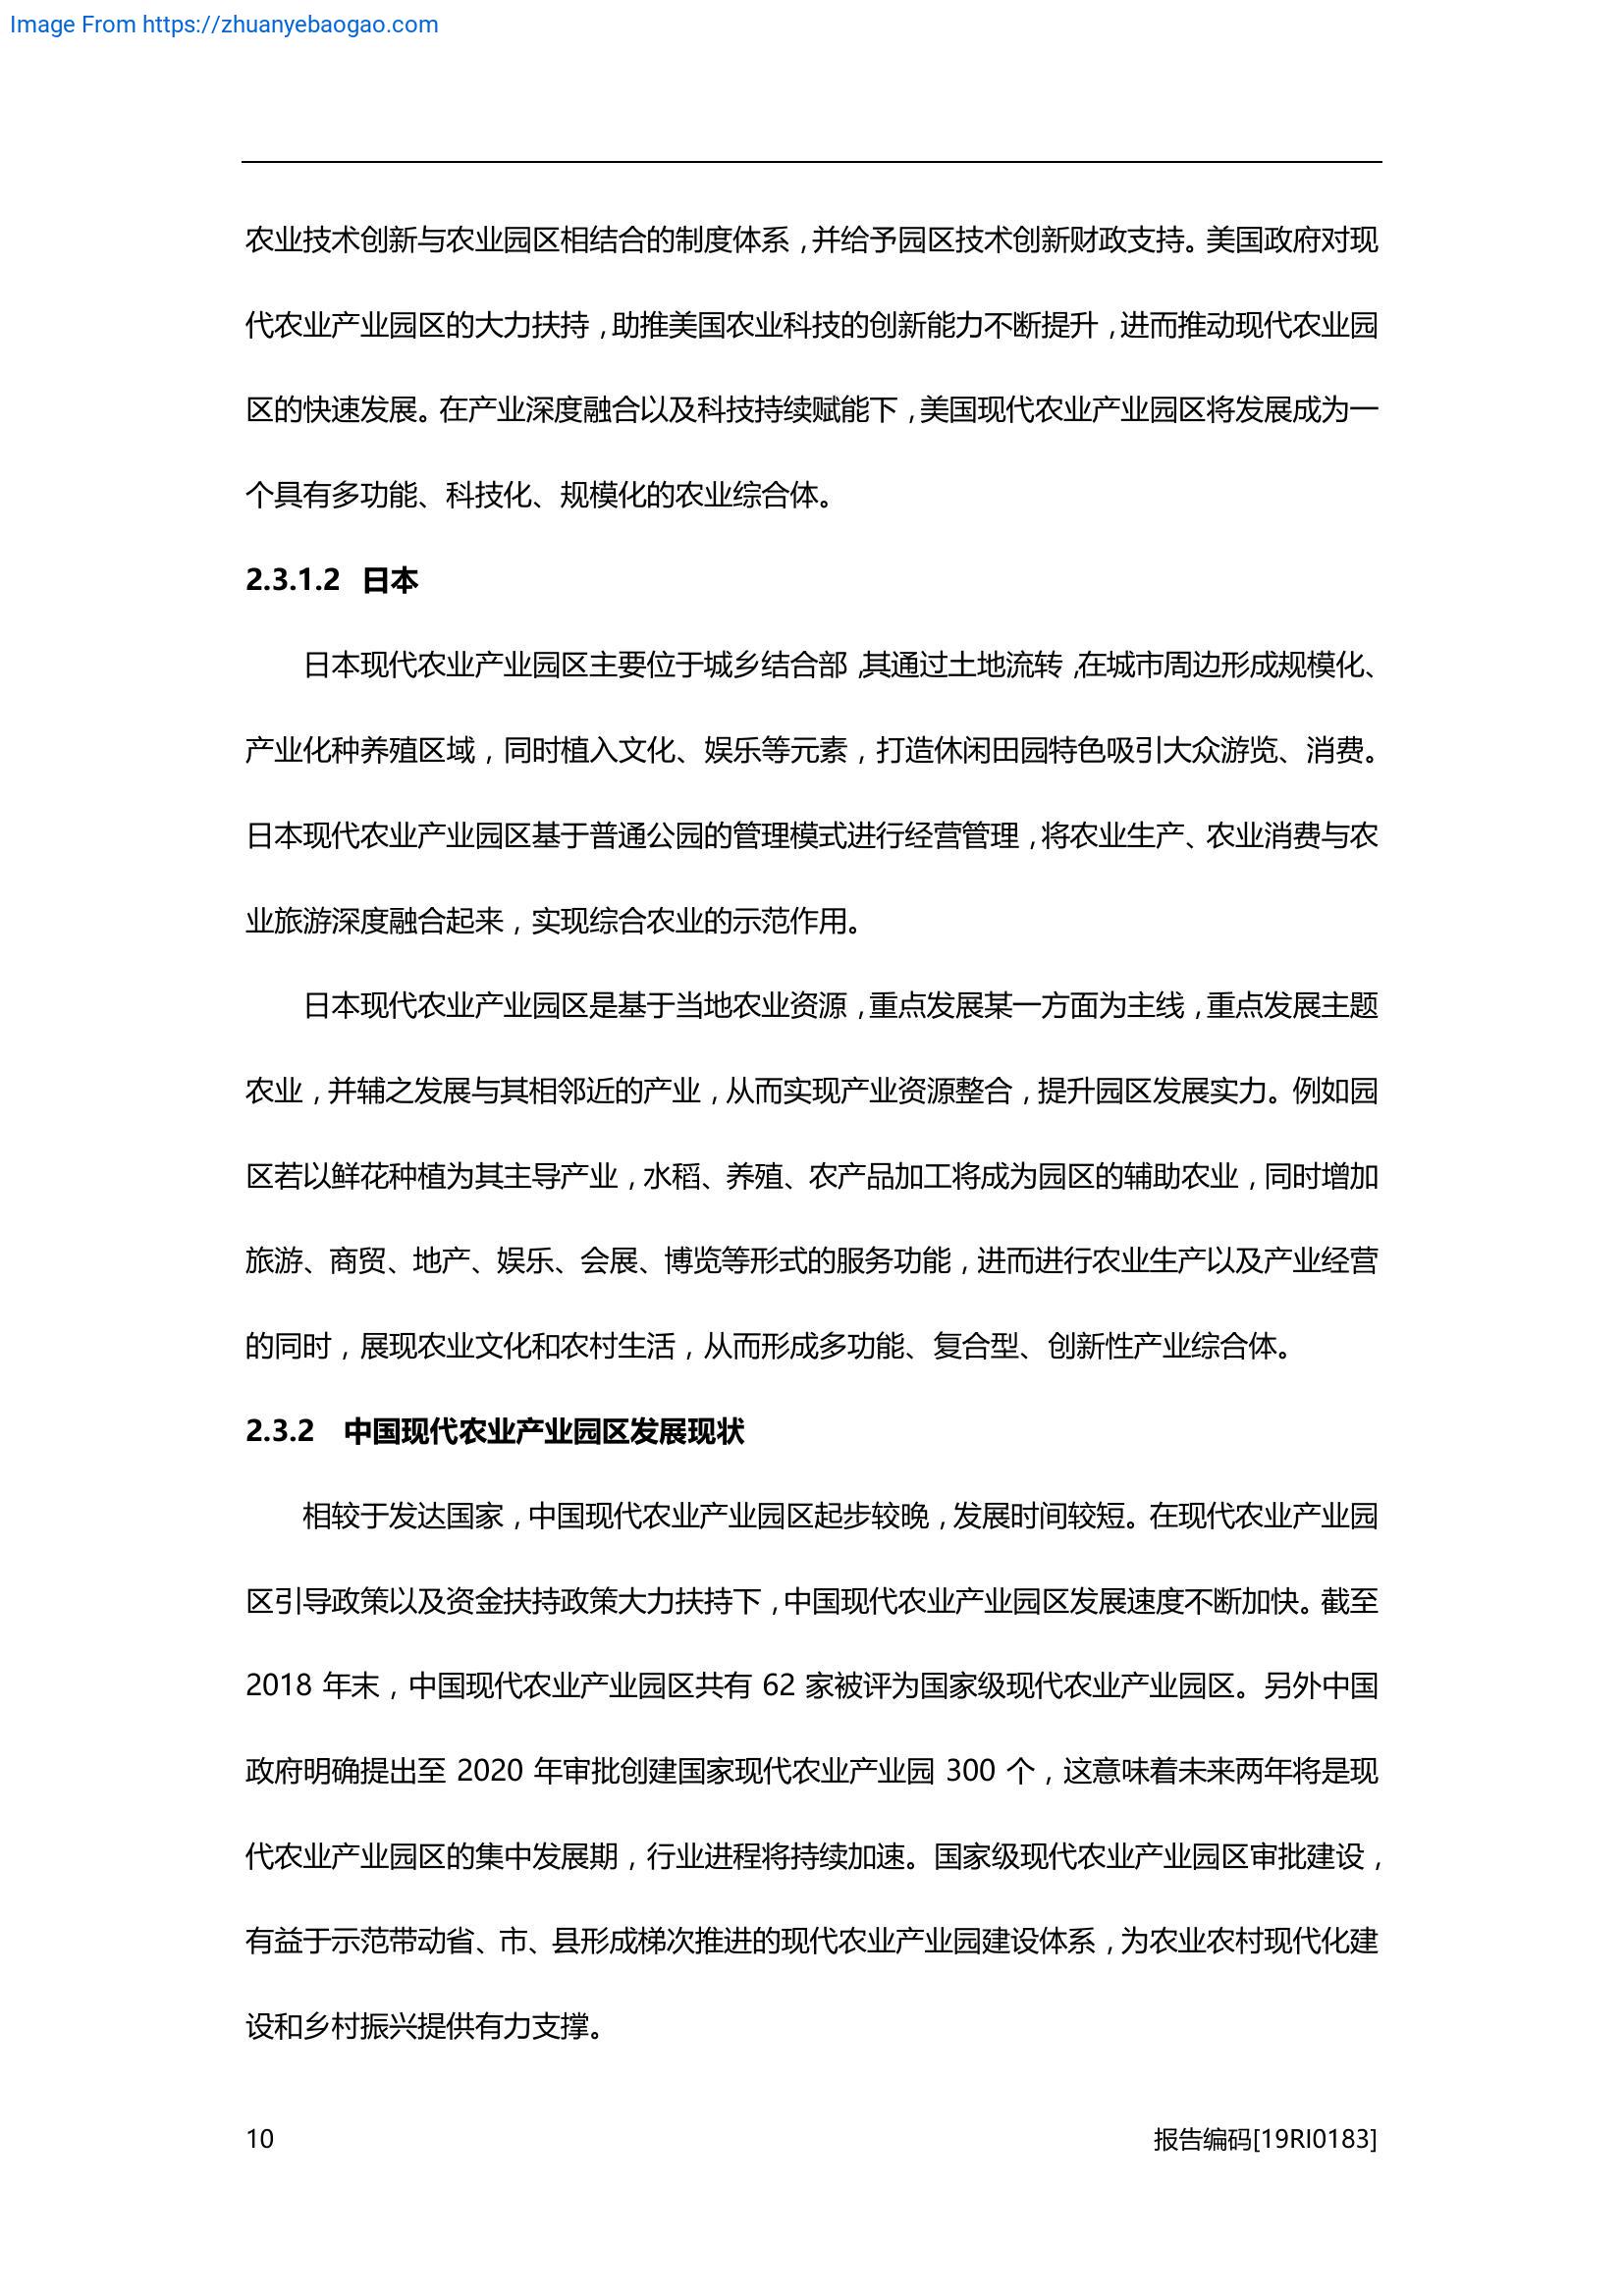 Image From https://zhuanyebaogao.com
农业技术创新与农业园区相结合的制度体系，并给予园区技术创新财政支持。美国政府对现
代农业产业园区的大力扶持，助推美国农业科技的创新能力不断提升，进而推动现代农业园
区的快速发展。在产业深度融合以及科技持续赋能下，美国现代农业产业园区将发展成为一
个具有多功能、科技化、规模化的农业综合体。
2.3.1.2 日本
日本现代农业产业园区主要位于城乡结合部，其通过土地流转，在城市周边形成规模化、
产业化种养殖区域，同时植入文化、娱乐等元素，打造休闲田园特色吸引大众游览、消费。
日本现代农业产业园区基于普通公园的管理模式进行经营管理，将农业生产、农业消费与农
业旅游深度融合起来，实现综合农业的示范作用。
日本现代农业产业园区是基于当地农业资源，重点发展某一方面为主线，重点发展主题
农业，并辅之发展与其相邻近的产业，从而实现产业资源整合，提升园区发展实力。例如园
区若以鲜花种植为其主导产业，水稻、养殖、农产品加工将成为园区的辅助农业，同时增加
旅游、商贸、地产、娱乐、会展、博览等形式的服务功能，进而进行农业生产以及产业经营
的同时，展现农业文化和农村生活，从而形成多功能、复合型、创新性产业综合体。
2.3.2 中国现代农业产业园区发展现状
相较于发达国家，中国现代农业产业园区起步较晚，发展时间较短。在现代农业产业园
区引导政策以及资金扶持政策大力扶持下，中国现代农业产业园区发展速度不断加快。截至
2018 年末，中国现代农业产业园区共有 62 家被评为国家级现代农业产业园区。另外中国
政府明确提出至 2020 年审批创建国家现代农业产业园 300 个，这意味着未来两年将是现
代农业产业园区的集中发展期，行业进程将持续加速。国家级现代农业产业园区审批建设，
有益于示范带动省、市、县形成梯次推进的现代农业产业园建设体系，为农业农村现代化建
设和乡村振兴提供有力支撑。
10
报告编码[19RI0183]